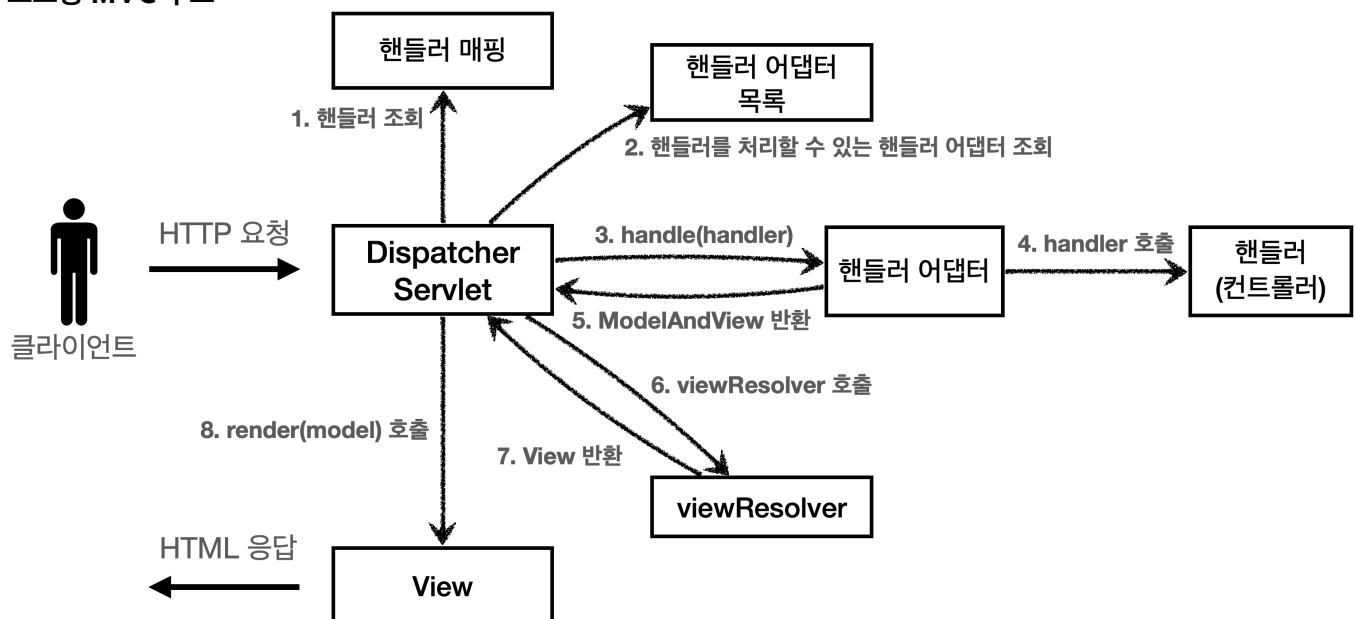 핸들러 매핑
핸들러 어댑터
목록
1. 핸들러 조회
2. 핸들러를 처리할 수 있는 핸들러 어댑터 조회
HTTP 요청
Dispatcher
Servlet
3. handle(handler)
핸들러 어댑터
4. handler 호출
핸들러
(컨트롤러)
5. ModelAndView 반환
클라이언트
6. viewResolver 호출
8. render(model) 호출
7. View 반환
viewResolver
HTML 응답
View